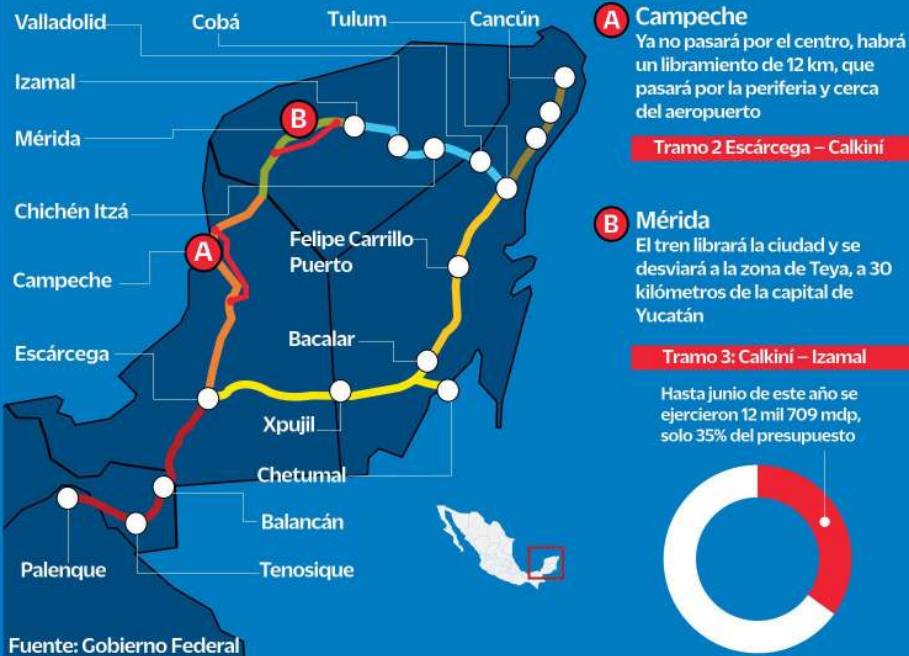 Valladolid
Cobá
Tulum
Cancún
Izamal
Mérida
B
Chichén Itzá
Campeche
A
Felipe Carrillo
Puerto
Escárcega
Bacalar
Xpujil
Chetumal
Balancán
Palenque
Tenosique
Fuente: Gobierno Federal
A
Campeche
Ya no pasará por el centro, habrá
un libramiento de 12 km, que
pasará por la periferia y cerca
del aeropuerto
Tramo 2 Escárcega – Calkiní
B
Mérida
El tren librará la ciudad y se
desviará a la zona de Teya, a 30
kilómetros de la capital de
Yucatán
Tramo 3: Calkiní – Izamal
Hasta junio de este año se
ejercieron 12 mil 709 mdp,
solo 35% del presupuesto